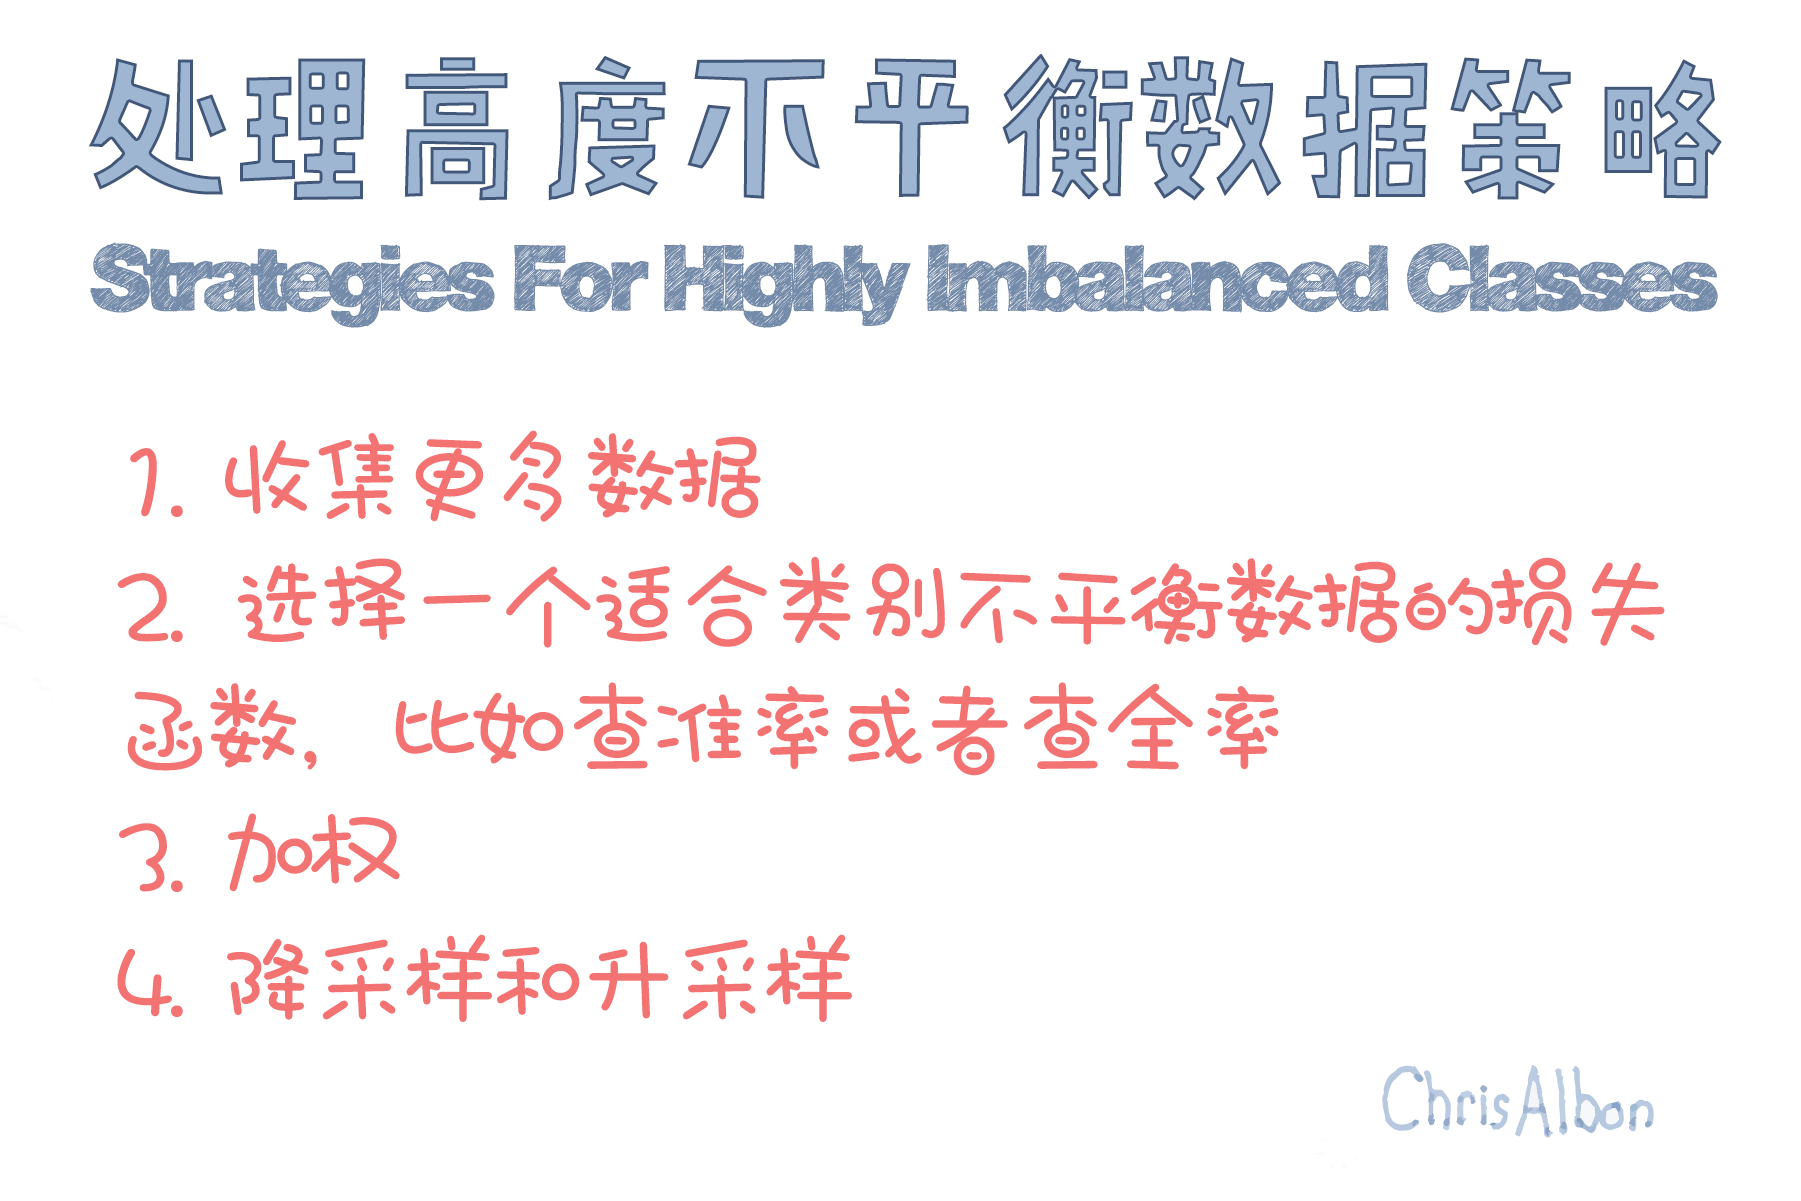 处理高度不平衡数据策略
Strategies For Highly Imbalanced Classes
1. 收集更多数据
2. 选择一个适合类别不平衡数据的损失
函数, 比如查准率或者查全率
3. 加权
4. 降采样和升采样
ChrisAlbon